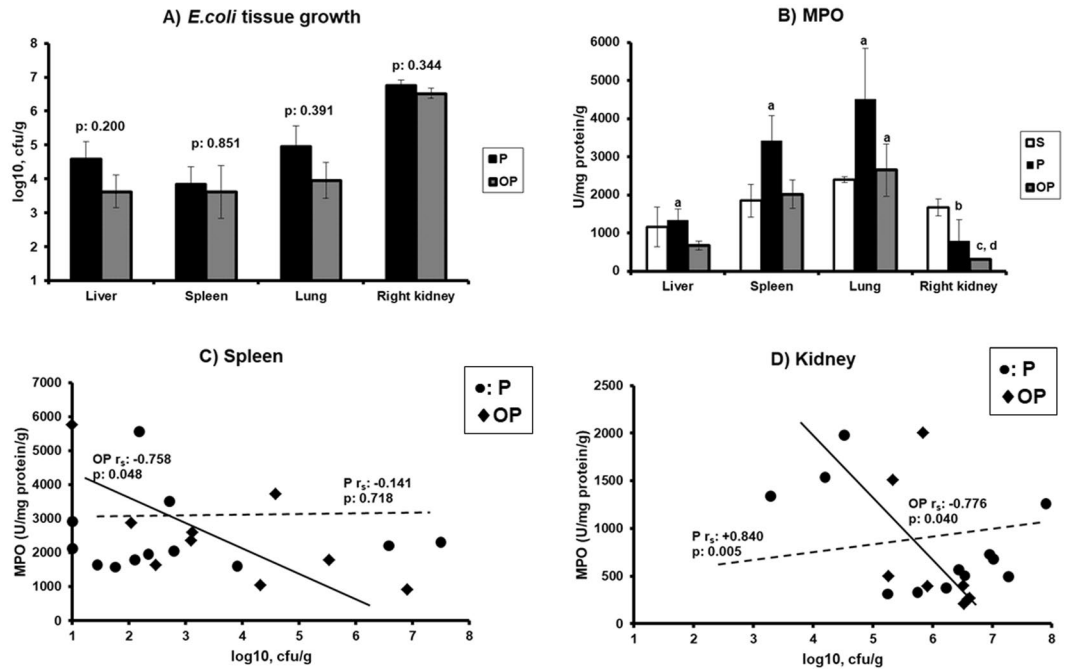 A) E.coli tissue growth
log10, cfu/g
8
7
6
5
4
3
2
1
p: 0.200
p: 0.851
p: 0.391
p: 0.344
Liver
Spleen
Lung
Right kidney
P
OP
B) MPO
U/mg protein/g
6000
5000
4000
3000
2000
1000
0
a
a
a
a
b
c, d
Liver
Spleen
Lung
Right kidney
S
P
OP
C) Spleen
: P
OP
MPO (U/mg protein/g)
7000
6000
5000
4000
3000
2000
1000
0
OP rs: -0.758
p: 0.048
P rs: -0.141
p: 0.718
1
2
3
4
5
6
7
8
log10, cfu/g
D) Kidney
: P
OP
MPO (U/mg protein/g)
2500
2000
1500
1000
500
0
P rs: +0.840
p: 0.005
OP rs: -0.776
p: 0.040
1
2
3
4
5
6
7
8
log10, cfu/g